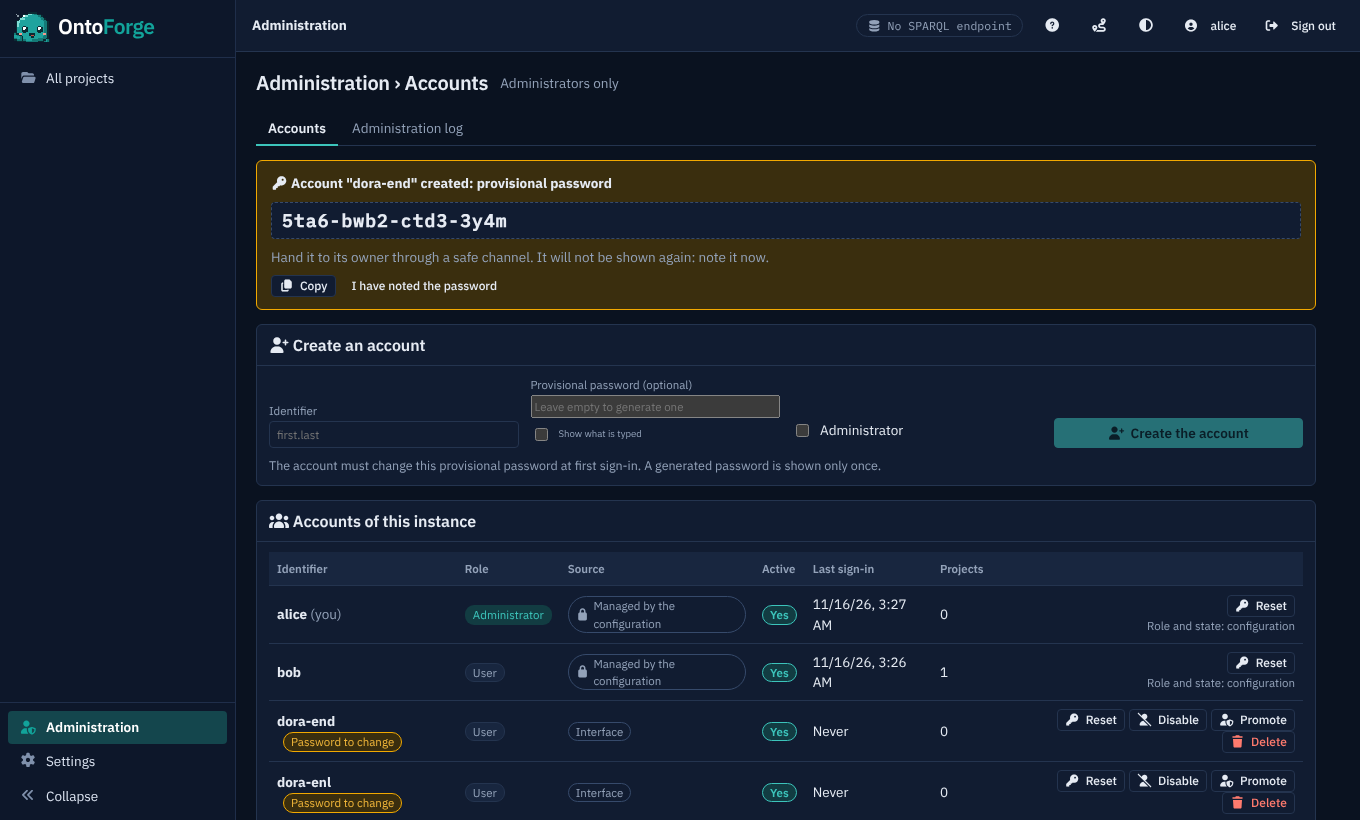 OntoForge
Administration
No SPARQL endpoint
alice
Sign out
All projects
Administration › Accounts
Administrators only
Accounts
Administration log
Account "dora-end" created: provisional password
5ta6-bwb2-ctd3-3y4m
Hand it to its owner through a safe channel. It will not be shown again: note it now.
Copy
I have noted the password
Create an account
Identifier
first.last
Provisional password (optional)
Leave empty to generate one
Show what is typed
Administrator
Create the account
The account must change this provisional password at first sign-in. A generated password is shown only once.
Accounts of this instance
Identifier Role Source Active Last sign-in Projects
alice (you)
Administrator
Managed by the
configuration
Yes
11/16/26, 3:27
AM
0
Reset
Role and state: configuration
bob
User
Managed by the
configuration
Yes
11/16/26, 3:26
AM
1
Reset
Role and state: configuration
dora-end
Password to change
User
Interface
Yes
Never
0
Reset
Disable
Promote
Delete
dora-enl
Password to change
User
Interface
Yes
Never
0
Reset
Disable
Promote
Delete
Administration
Settings
Collapse